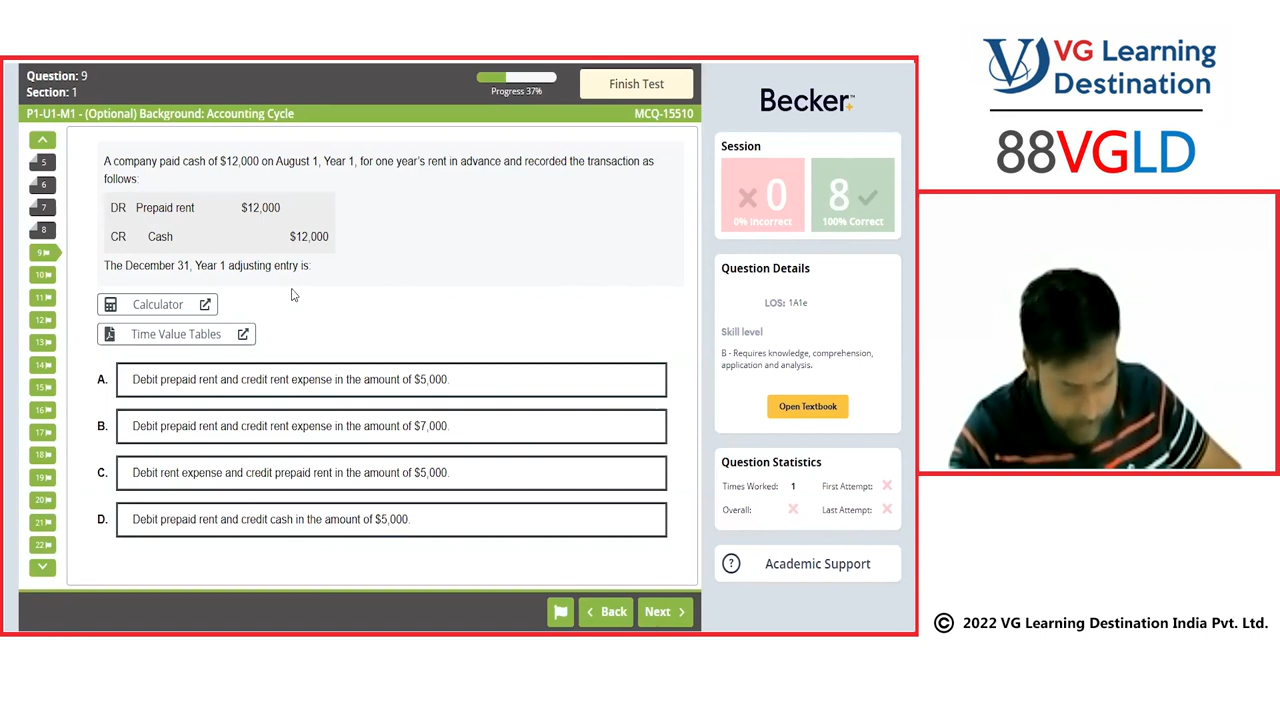 Question: 9
Section: 1
Progress 37%
Finish Test
P1-U1-M1 - (Optional) Background: Accounting Cycle
MCQ-15510
5
6
7
8
9
10
11
12
13
14
15
16
17
18
19
20
21
22
A company paid cash of $12,000 on August 1, Year 1, for one year's rent in advance and recorded the transaction as
follows:
DR Prepaid rent $12,000
CR Cash $12,000
The December 31, Year 1 adjusting entry is:
Calculator
Time Value Tables
A. Debit prepaid rent and credit rent expense in the amount of $5,000.
B. Debit prepaid rent and credit rent expense in the amount of $7,000.
C. Debit rent expense and credit prepaid rent in the amount of $5,000.
D. Debit prepaid rent and credit cash in the amount of $5,000.
Back
Next
Becker
Session
0
0% Incorrect
8
100% Correct
Question Details
LOS: 1A1e
Skill level
B - Requires knowledge, comprehension,
application and analysis.
Open Textbook
Question Statistics
Times Worked: 1 First Attempt:
Overall: Last Attempt:
? Academic Support
VG Learning
Destination
88VGLD
© 2022 VG Learning Destination India Pvt. Ltd.